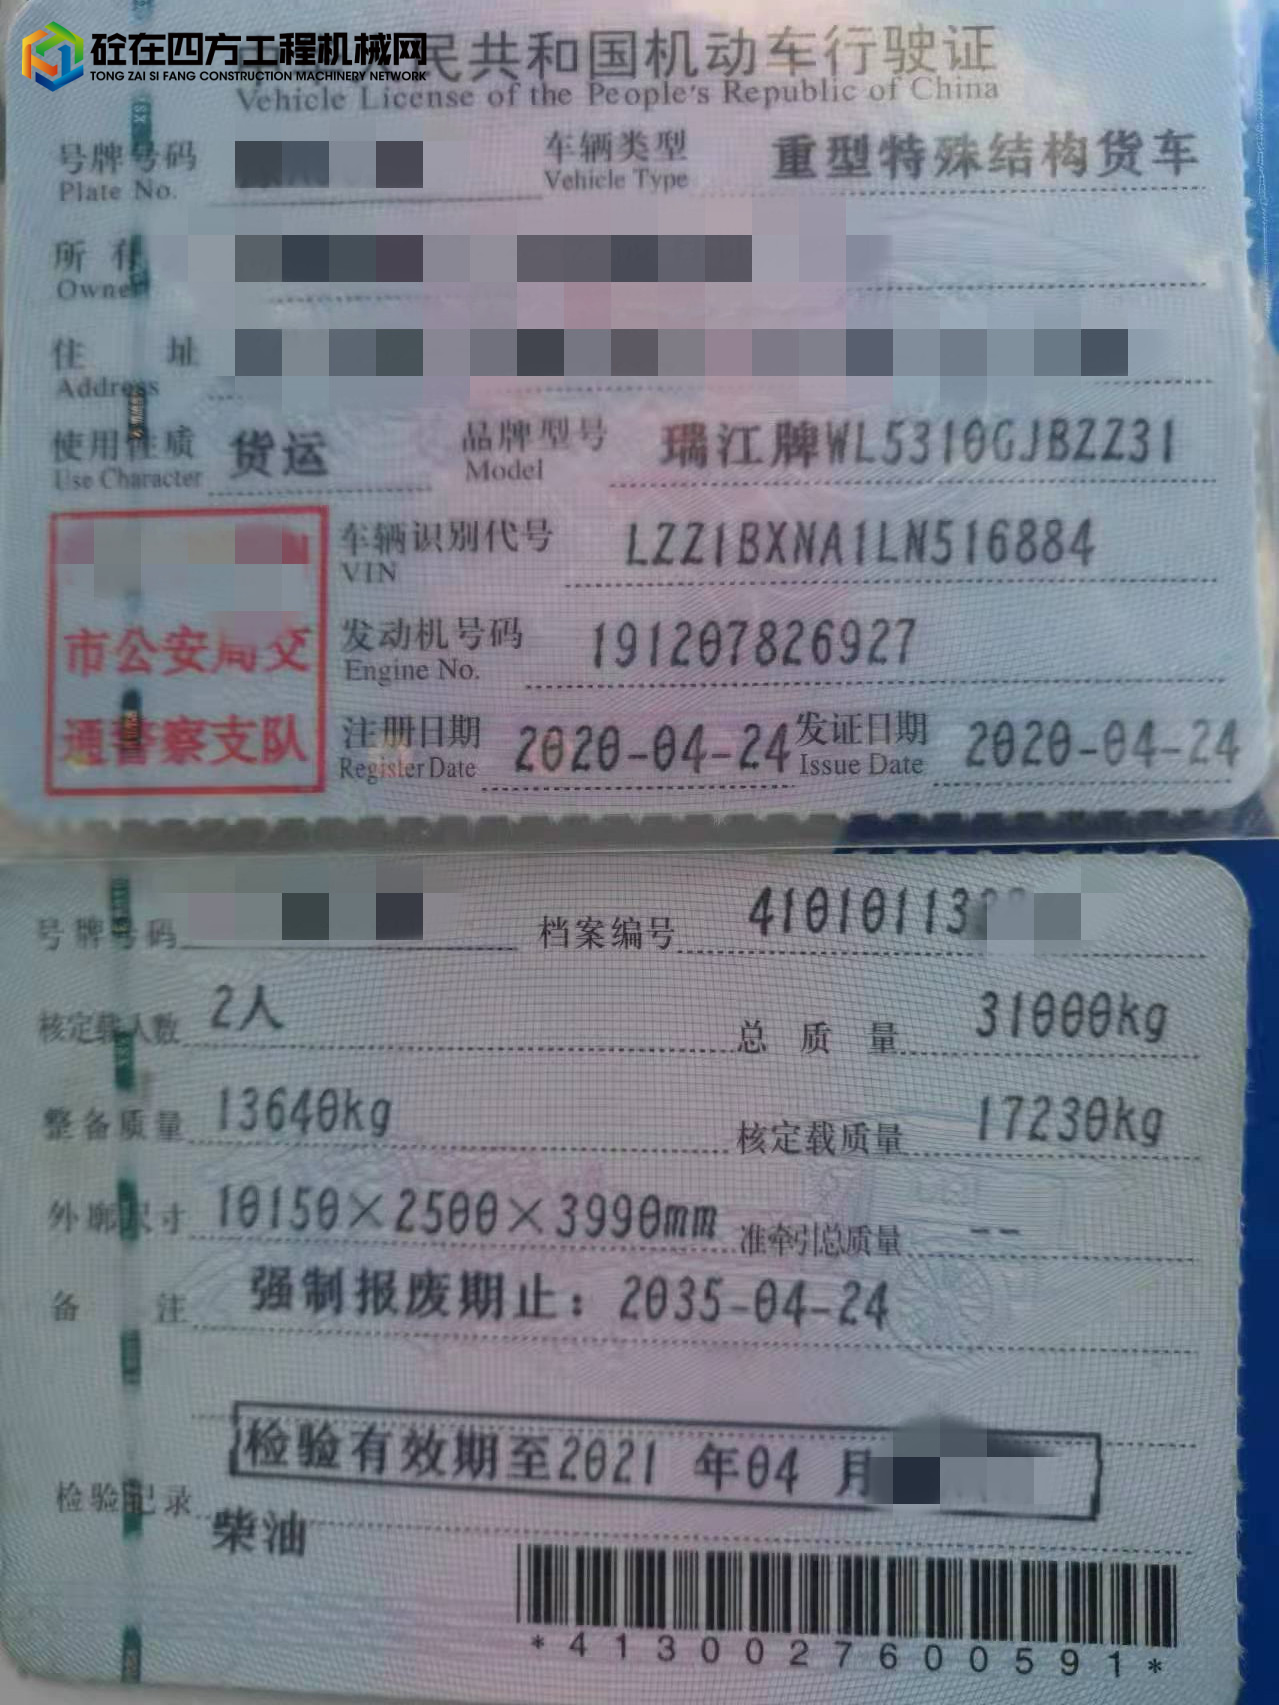 砼在四方工程机械网
TONG ZAI SI FANG CONSTRUCTION MACHINERY NETWORK
民共和国机动车行驶证
Vehicle License of the People's Republic of China
号牌号码
Plate No.
车辆类型 重型特殊结构货车
Vehicle Type
所有
Owner
住 址
Address
使用性质 货运
Use Character
品牌型号 瑞江牌WL5310GJBZZ31
Model
车辆识别代号 LZZ1BXNA1LN516884
VIN
市公安局交
通警察支队
发动机号码 191207826927
Engine No.
注册日期 2020-04-24 发证日期 2020-04-24
Register Date Issue Date
号牌号码 档案编号 41010113
核定载人数 2人 总质量 31000kg
整备质量 13640kg 核定载质量 17230kg
外廓尺寸 10150×2500×3990mm 准牵引总质量 --
备 注 强制报废期止：2035-04-24
检验有效期至2021 年04 月
检验记录
柴油
*4130027600591*